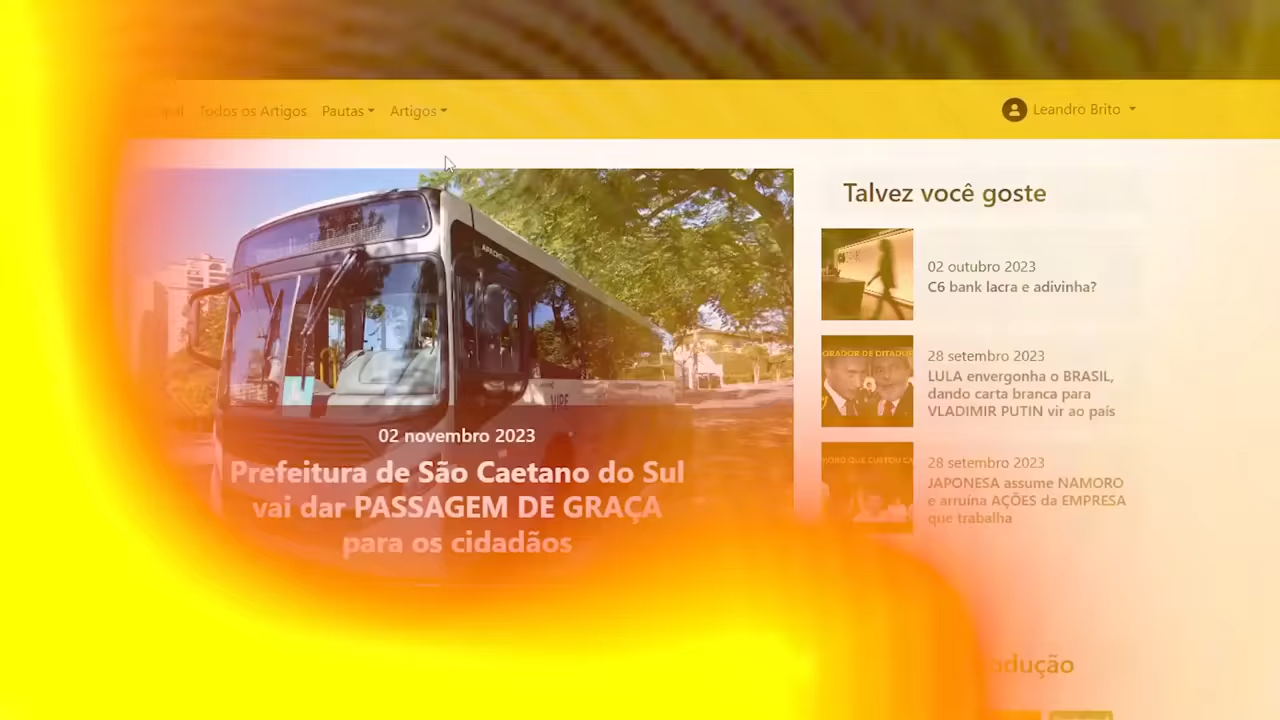 Todos os Artigos Pautas Artigos Leandro Brito
Talvez você goste
02 outubro 2023
C6 bank lacra e adivinha?
28 setembro 2023
LULA envergonha o BRASIL,
dando carta branca para
VLADIMIR PUTIN vir ao país
28 setembro 2023
JAPONESA assume NAMORO
e arruína AÇÕES da EMPRESA
que trabalha
02 novembro 2023
Prefeitura de São Caetano do Sul
vai dar PASSAGEM DE GRAÇA
para os cidadãos